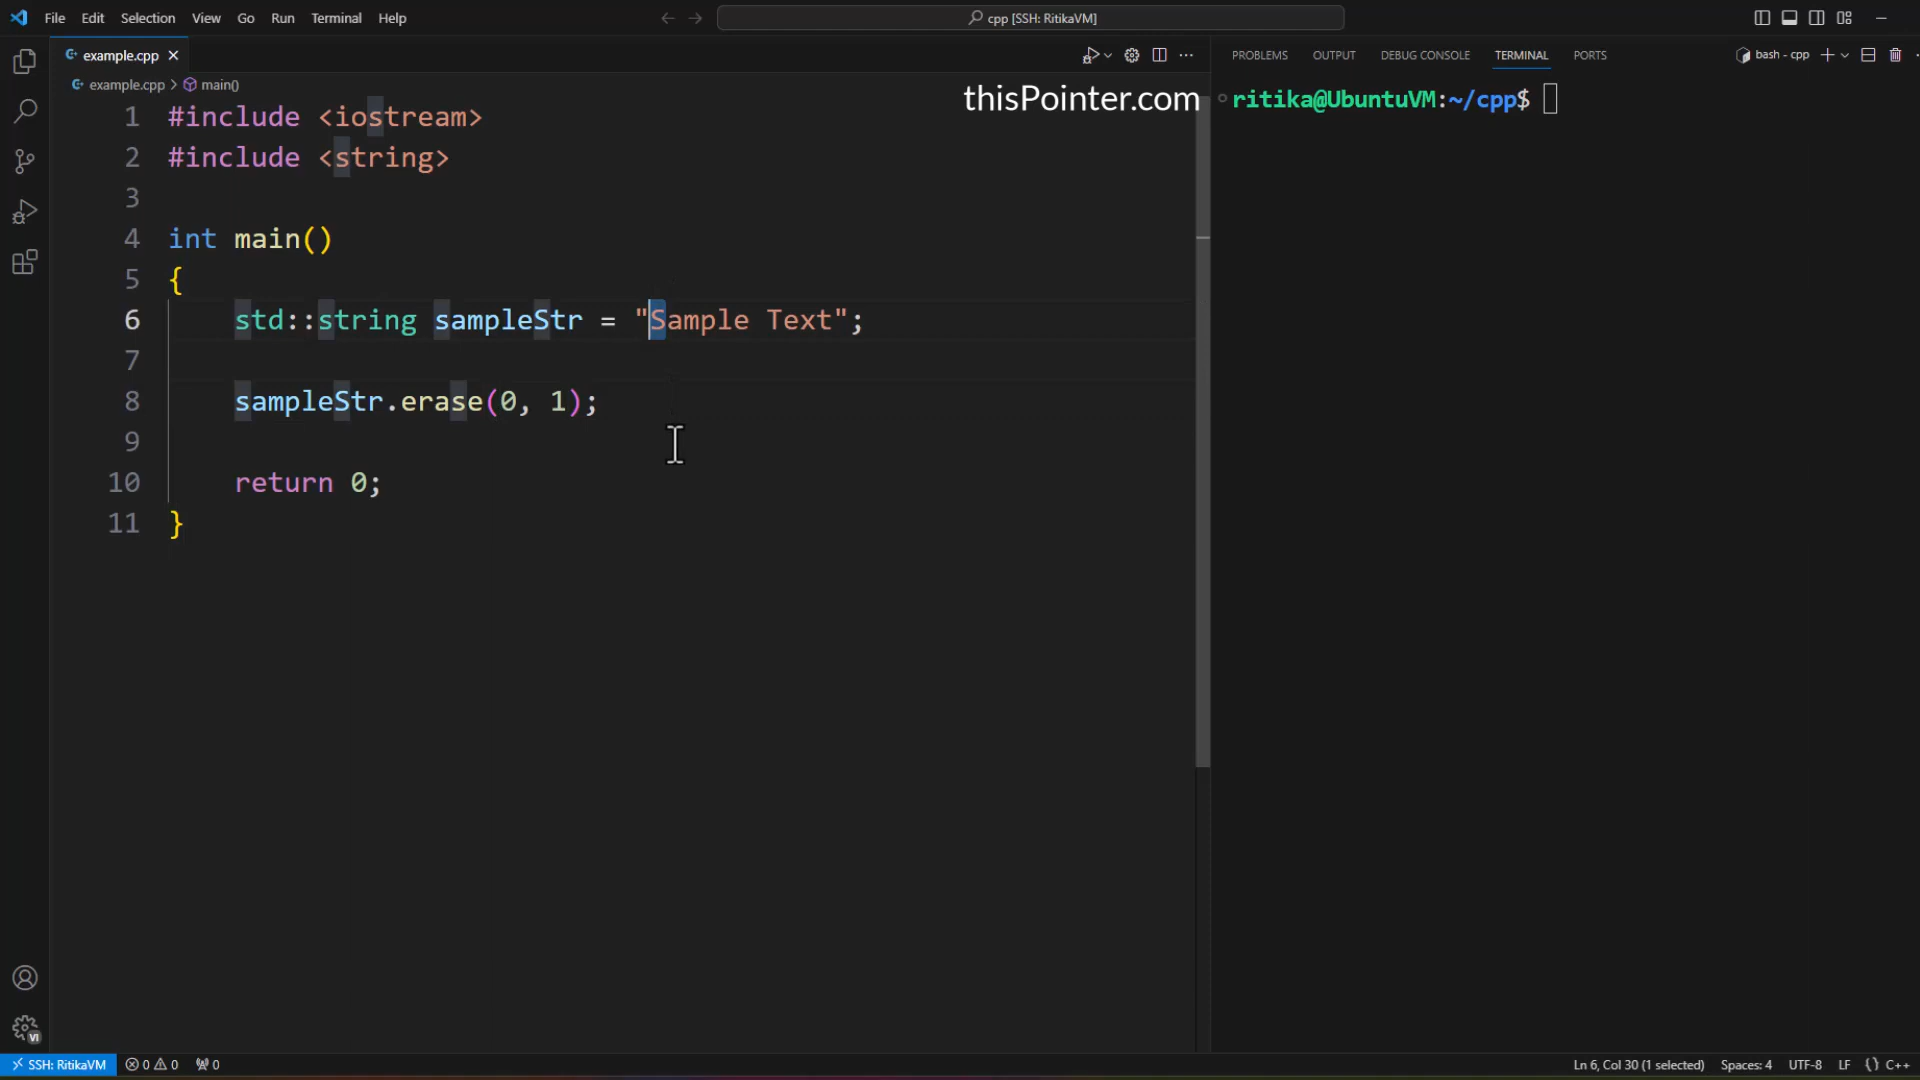 File Edit Selection View Go Run Terminal Help
cpp [SSH: RitikaVM]
example.cpp
example.cpp > main()
thisPointer.com
1 #include <iostream>
2 #include <string>
3
4 int main()
5 {
6     std::string sampleStr = "Sample Text";
7
8     sampleStr.erase(0, 1);
9
10     return 0;
11 }
PROBLEMS OUTPUT DEBUG CONSOLE TERMINAL PORTS
bash - cpp
ritika@UbuntuVM:~/cpp$
VI
SSH: RitikaVM 0 0 0
Ln 6, Col 30 (1 selected) Spaces: 4 UTF-8 LF {} C++